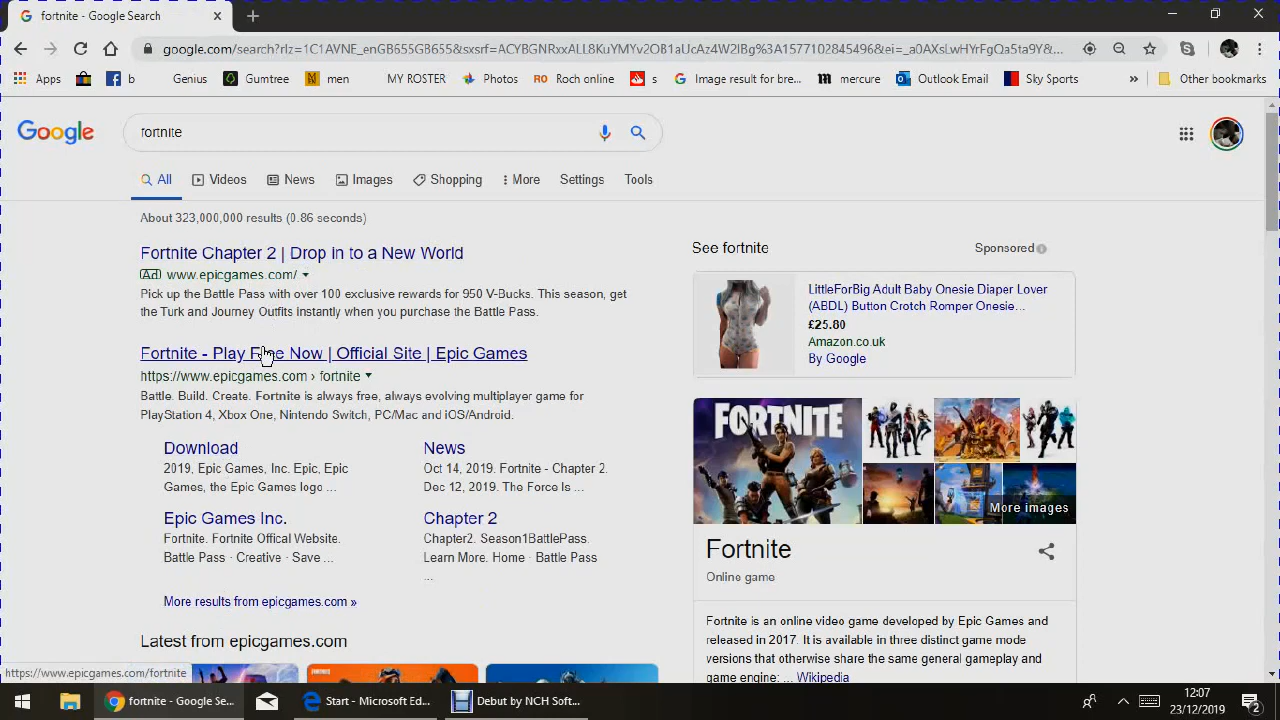 fortnite - Google Search
google.com/search?rlz=1C1AVNE_enGB655GB655&sxsrf=ACYBGNRxxALL8KuYMYv2OB1aUcAz4W2lBg%3A1577102845496&ei=_a0AXsLwHYrFgQa5ta9Y&...
Apps
b
Genius
Gumtree
men
MY ROSTER
Photos
Roch online
s
Image result for bre...
mercure
Outlook Email
Sky Sports
»
Other bookmarks
Google
fortnite
All
Videos
News
Images
Shopping
More
Settings
Tools
About 323,000,000 results (0.86 seconds)
Fortnite Chapter 2 | Drop in to a New World
Ad www.epicgames.com/
Pick up the Battle Pass with over 100 exclusive rewards for 950 V-Bucks. This season, get
the Turk and Journey Outfits instantly when you purchase the Battle Pass.
Fortnite - Play Free Now | Official Site | Epic Games
https://www.epicgames.com › fortnite
Battle. Build. Create. Fortnite is always free, always evolving multiplayer game for
PlayStation 4, Xbox One, Nintendo Switch, PC/Mac and iOS/Android.
Download
2019, Epic Games, Inc. Epic, Epic
Games, the Epic Games logo ...
News
Oct 14, 2019. Fortnite - Chapter 2.
Dec 12, 2019. The Force Is ...
Epic Games Inc.
Fortnite. Fortnite Offical Website.
Battle Pass · Creative · Save ...
Chapter 2
Chapter2. Season1BattlePass.
Learn More. Home · Battle Pass
...
More results from epicgames.com »
Latest from epicgames.com
See fortnite
Sponsored
LittleForBig Adult Baby Onesie Diaper Lover
(ABDL) Button Crotch Romper Onesie...
£25.80
Amazon.co.uk
By Google
FORTNITE
More images
Fortnite
Online game
Fortnite is an online video game developed by Epic Games and
released in 2017. It is available in three distinct game mode
versions that otherwise share the same general gameplay and
game engine: ... Wikipedia
https://www.epicgames.com/fortnite
fortnite - Google Se...
Start - Microsoft Ed...
Debut by NCH Soft...
12:07
23/12/2019
2